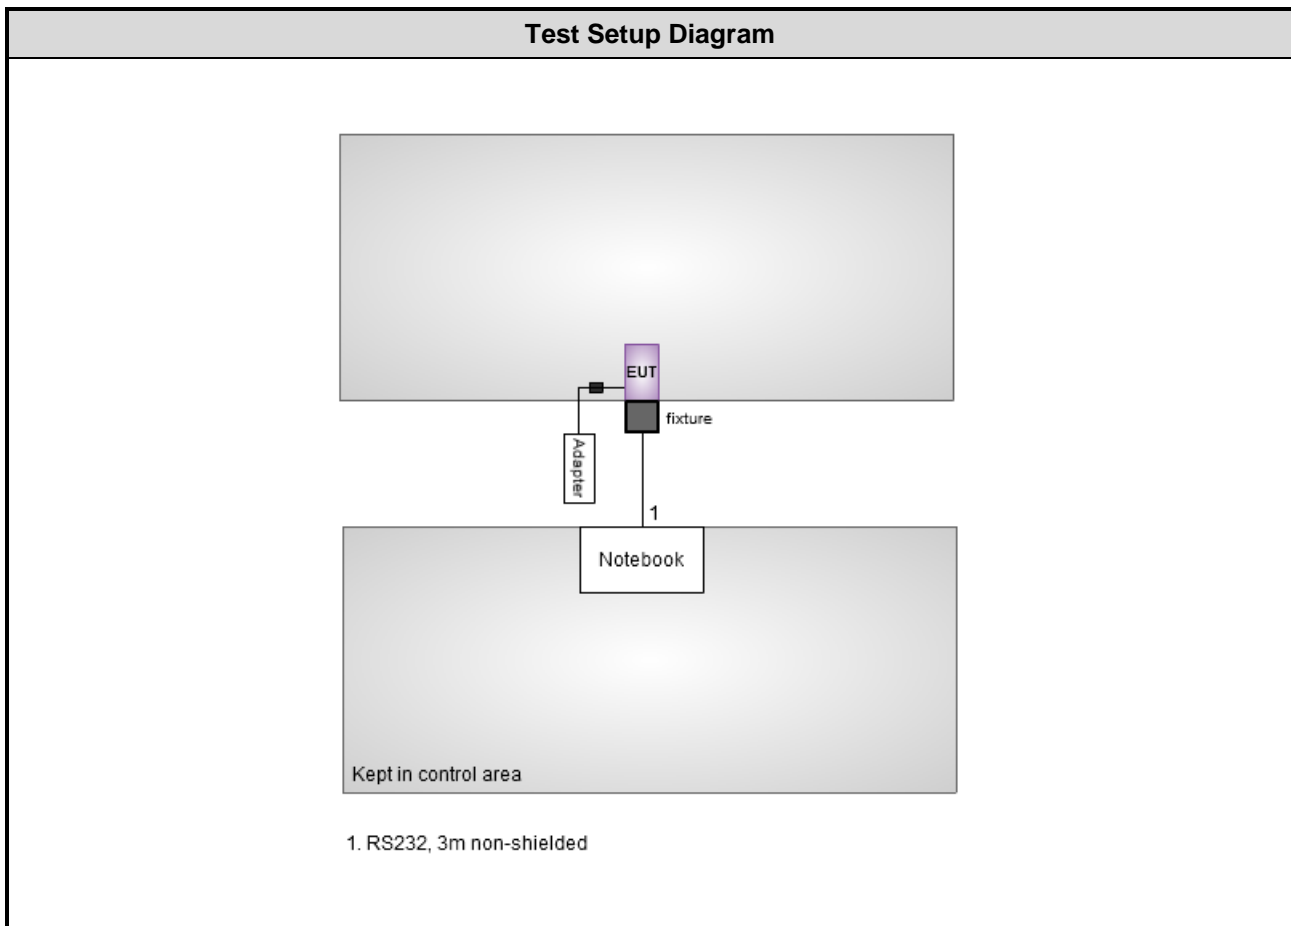 Test Setup Diagram
EUT
fixture
Adapter
1
Notebook
Kept in control area
1. RS232, 3m non-shielded